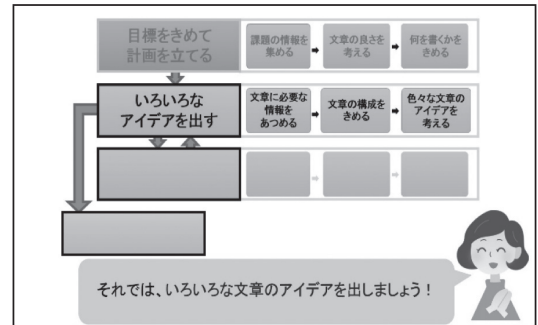 目標をきめて
計画を立てる
課題の情報を
集める
文章の良さを
考える
何を書くかを
きめる
いろいろな
アイデアを出す
文章に必要な
情報を
あつめる
文章の構成を
きめる
色々な文章の
アイデアを
考える
それでは、いろいろな文章のアイデアを出しましょう！